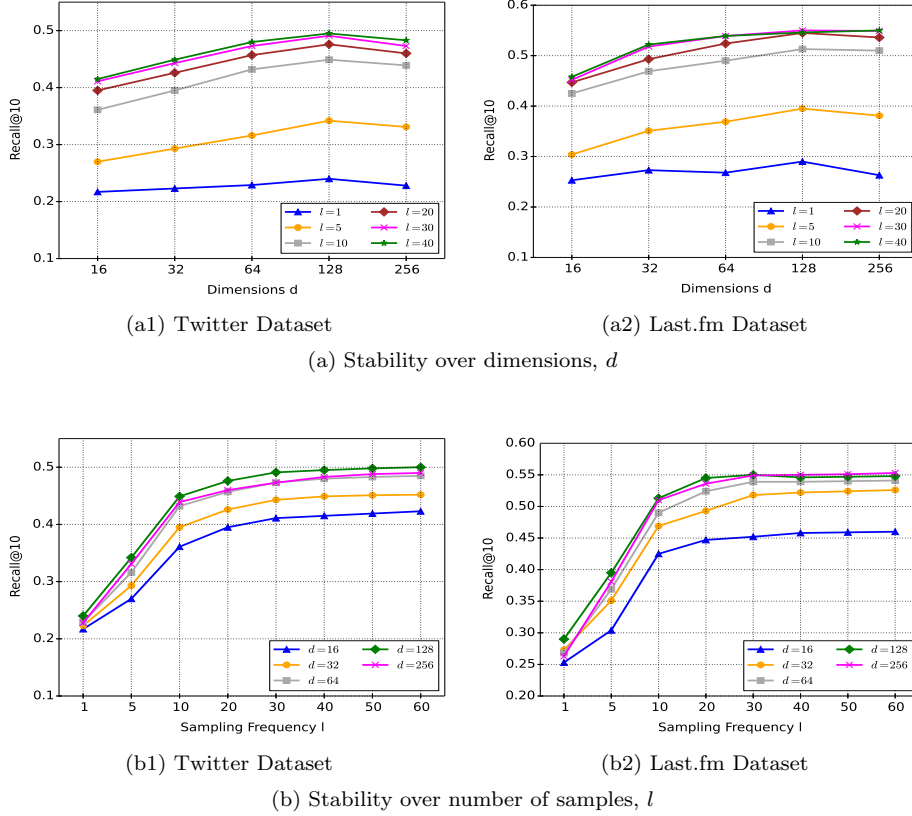 0.5
0.4
0.3
0.2
0.1
Recall@10
16 32 64 128 256
Dimensions d
l=1 l=20
l=5 l=30
l=10 l=40
(a1) Twitter Dataset
0.6
0.5
0.4
0.3
0.2
0.1
Recall@10
16 32 64 128 256
Dimensions d
l=1 l=20
l=5 l=30
l=10 l=40
(a2) Last.fm Dataset
(a) Stability over dimensions, d
0.5
0.4
0.3
0.2
0.1
Recall@10
1 5 10 20 30 40 50 60
Sampling Frequency l
d=16 d=128
d=32 d=256
d=64
(b1) Twitter Dataset
0.60
0.55
0.50
0.45
0.40
0.35
0.30
0.25
0.20
Recall@10
1 5 10 20 30 40 50 60
Sampling Frequency l
d=16 d=128
d=32 d=256
d=64
(b2) Last.fm Dataset
(b) Stability over number of samples, l